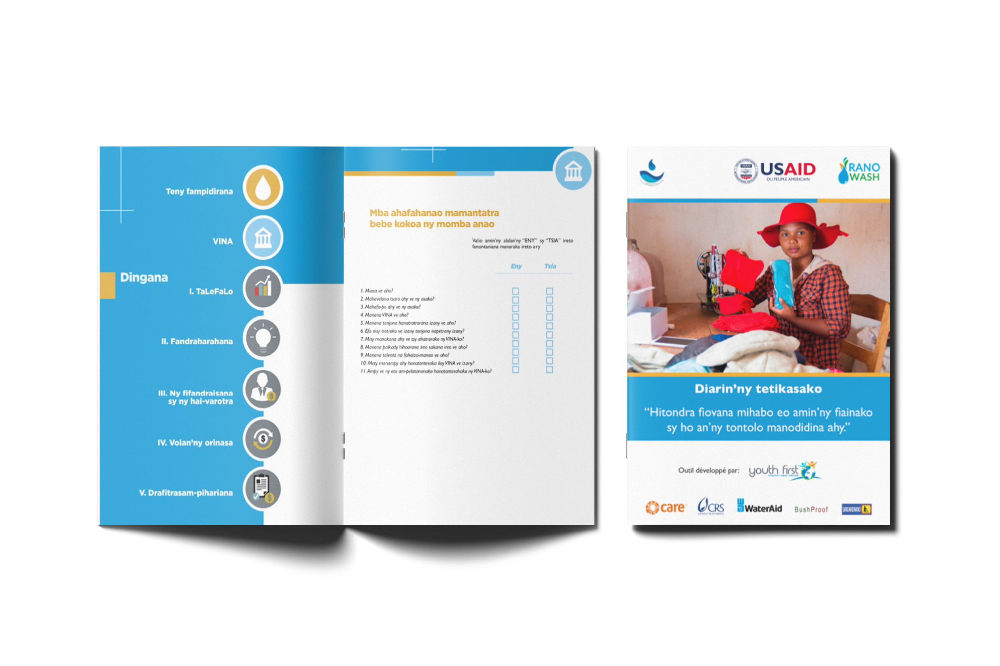 Teny fampidirana
VINA
Dingana
I. TaLeFaLo
II. Fandraharahana
III. Ny fifandraisana
sy ny hai-varotra
IV. Volan'ny orinasa
V. Drafitrasam-pihariana
Mba ahafahanao mamantatra
bebe kokoa ny momba anao
Valio amin'ny alalan'ny "ENY" sy "TSIA" ireto
fanontaniana manaraka ireto ary
Eny Tsia
1. Miasa ve aho?
2. Mahavelona tsara ahy ve ny asako?
3. Mahafa-po ahy ve ny asako?
4. Manana VINA ve aho?
5. Manana tanjona hanatratraràna izany ve aho?
6. Efa nisy tratrako ve izany tanjona napetrany izany?
7. Misy manakana ahy ve tsy ahatrarako ny VINA-ko?
8. Manana paikady hihoarana ireo sakana ireo ve aho?
9. Manana talenta na fahaiza-manao ve aho?
10. Mety manampy ahy hanatanteraka ilay VINA ve izany?
11. Ampy ve ny eto am-pelatananako hanatanterahako ny VINA-ko?
USAID
DU PEUPLE AMERICAIN
RANO
WASH
Diarin'ny tetikasako
"Hitondra fiovana mihabo eo amin'ny fiainako
sy ho an'ny tontolo manodidina ahy."
Outil développé par: youth first
care CRS WaterAid BushProof SANDANDRANO